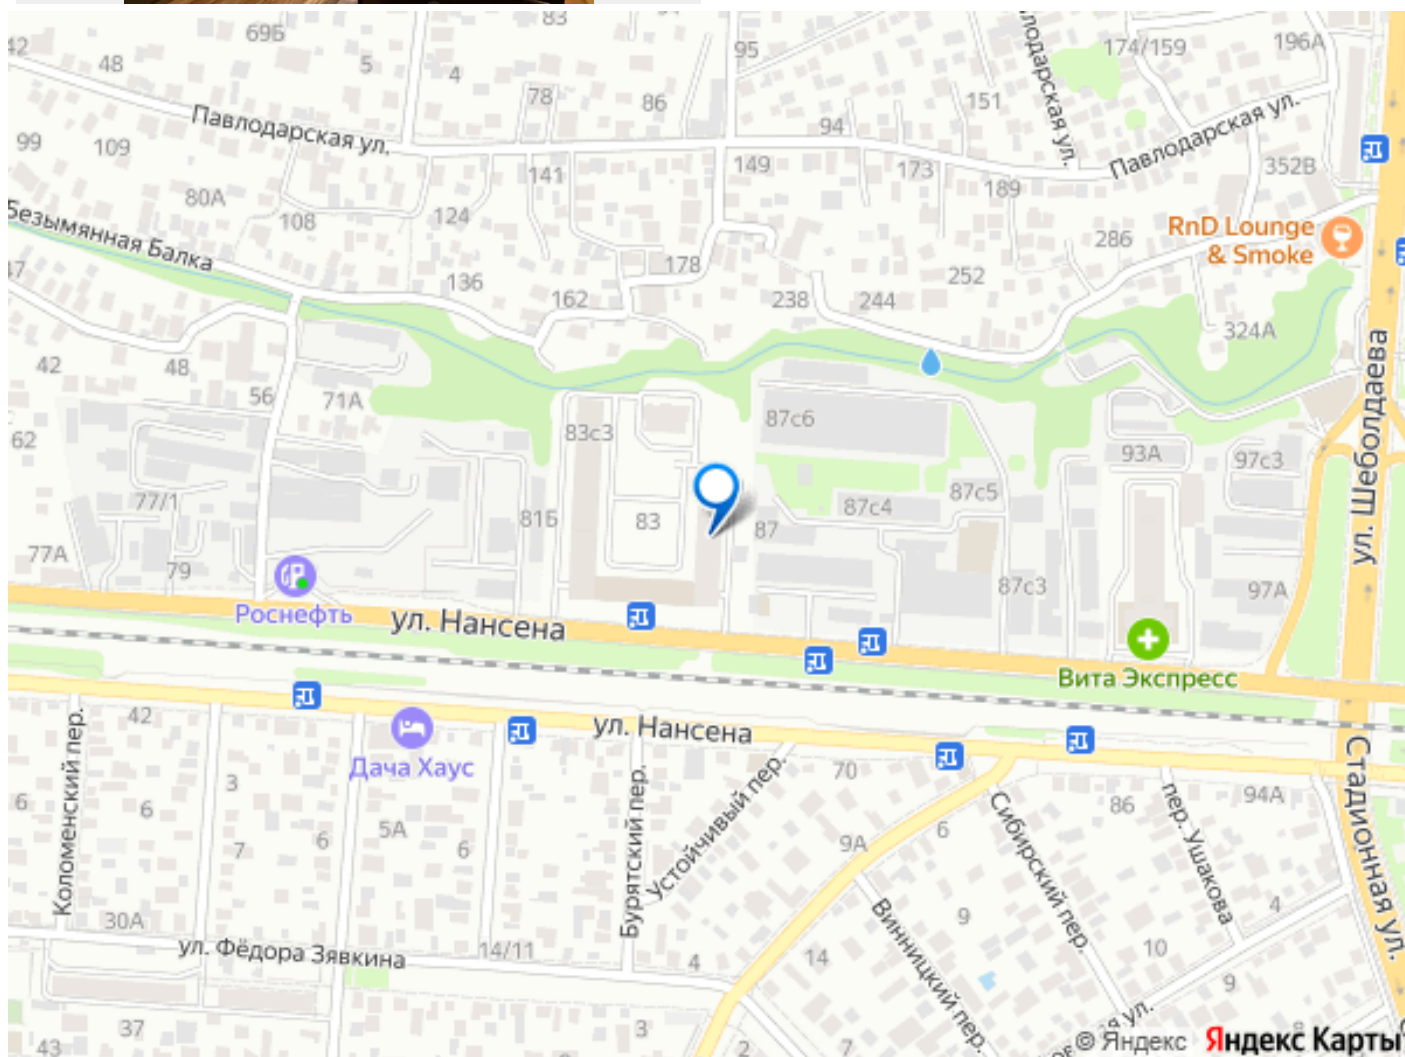 83
69Б
42
48
5
4
95
174/159
196А
78
86
151
94
Павлодарская ул.
Павлодарская ул.
99
109
149
173
352В
141
189
80А
108
124
RnD Lounge
& Smoke
286
Безымянная Балка
178
252
136
162
238
244
324А
42
48
56
71А
ул. Шеболдаева
62
83с3
87с6
93А
97с3
77/1
81Б
83
87
87с4
87с5
77А
79
87с3
97А
Роснефть
ул. Нансена
Вита Экспресс
42
Коломенский пер.
Дача Хаус
ул. Нансена
Бурятский пер.
Устойчивый пер.
70
Сибирский пер.
86
пер. Ушакова
94А
Стадионная ул.
3
6
6
7
6
5А
6
9А
6
30А
ул. Фёдора Зявкина
14/11
4
14
Винницкий пер.
9
10
4
9
37
43
3
2
7
8
ул.
© Яндекс
Яндекс Карты